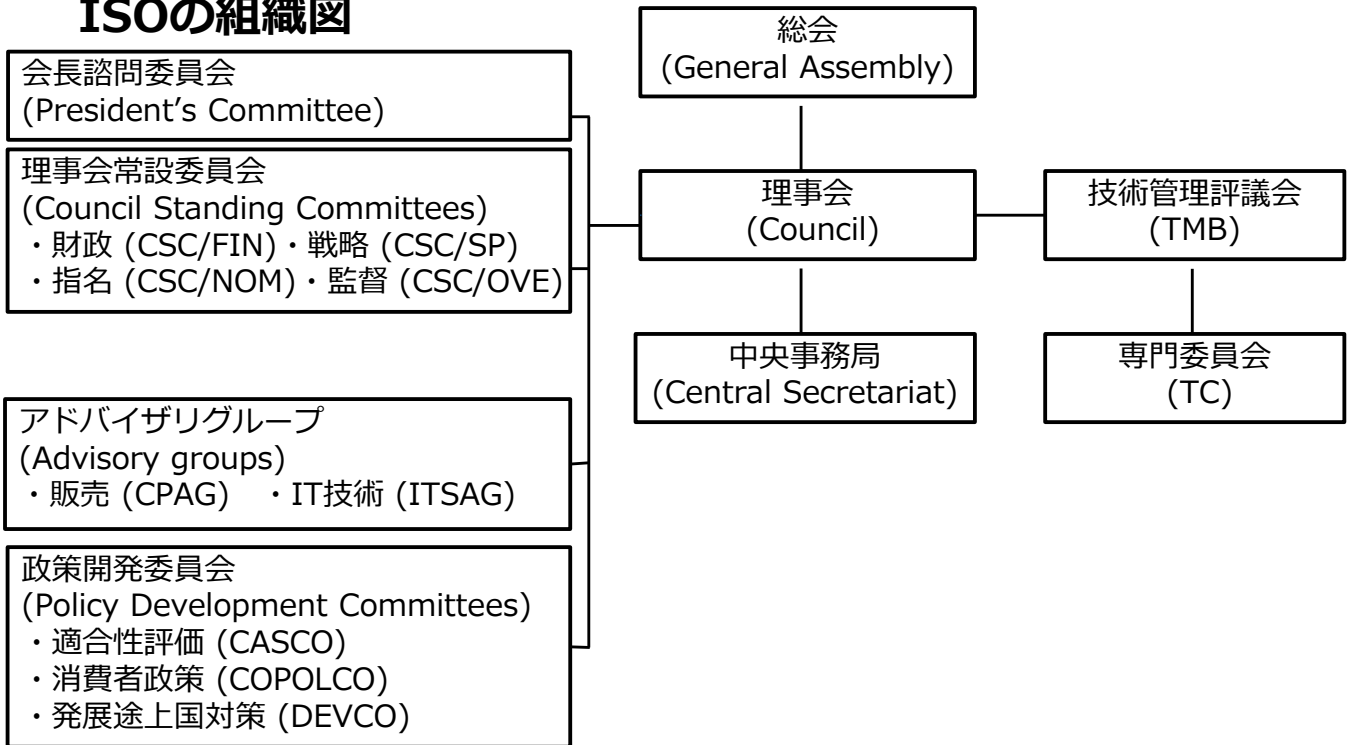 ISOの組織図
会長諮問委員会
(President’s Committee)
理事会常設委員会
(Council Standing Committees)
・財政 (CSC/FIN)・戦略 (CSC/SP)
・指名 (CSC/NOM)・監督 (CSC/OVE)
アドバイザリグループ
(Advisory groups)
・販売 (CPAG) ・IT技術 (ITSAG)
政策開発委員会
(Policy Development Committees)
・適合性評価 (CASCO)
・消費者政策 (COPOLCO)
・発展途上国対策 (DEVCO)
総会
(General Assembly)
理事会
(Council)
中央事務局
(Central Secretariat)
技術管理評議会
(TMB)
専門委員会
(TC)